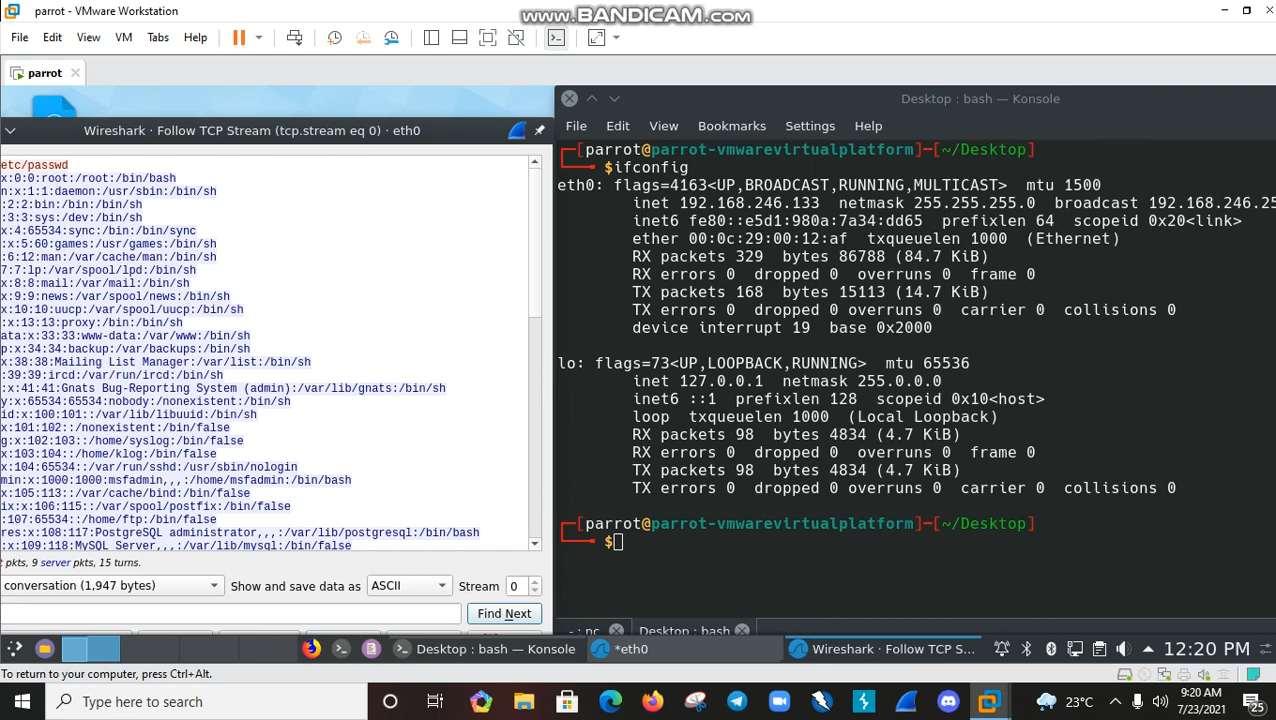 parrot - VMware Workstation
www.BANDICAM.com
File Edit View VM Tabs Help
parrot
Wireshark · Follow TCP Stream (tcp.stream eq 0) · eth0
etc/passwd
x:0:0:root:/root:/bin/bash
n:x:1:1:daemon:/usr/sbin:/bin/sh
:2:2:bin:/bin:/bin/sh
:3:3:sys:/dev:/bin/sh
x:4:65534:sync:/bin:/bin/sync
x:5:60:games:/usr/games:/bin/sh
:6:12:man:/var/cache/man:/bin/sh
7:7:lp:/var/spool/lpd:/bin/sh
x:8:8:mail:/var/mail:/bin/sh
x:9:9:news:/var/spool/news:/bin/sh
x:10:10:uucp:/var/spool/uucp:/bin/sh
:x:13:13:proxy:/bin:/bin/sh
ata:x:33:33:www-data:/var/www:/bin/sh
p:x:34:34:backup:/var/backups:/bin/sh
x:38:38:Mailing List Manager:/var/list:/bin/sh
:39:39:ircd:/var/run/ircd:/bin/sh
:x:41:41:Gnats Bug-Reporting System (admin):/var/lib/gnats:/bin/sh
y:x:65534:65534:nobody:/nonexistent:/bin/sh
id:x:100:101::/var/lib/libuuid:/bin/sh
x:101:102::/nonexistent:/bin/false
g:x:102:103::/home/syslog:/bin/false
x:103:104::/home/klog:/bin/false
x:104:65534::/var/run/sshd:/usr/sbin/nologin
min:x:1000:1000:msfadmin,,,:/home/msfadmin:/bin/bash
x:105:113::/var/cache/bind:/bin/false
ix:x:106:115::/var/spool/postfix:/bin/false
:107:65534::/home/ftp:/bin/false
res:x:108:117:PostgreSQL administrator,,,:/var/lib/postgresql:/bin/bash
:x:109:118:MySQL Server,,,:/var/lib/mysql:/bin/false
pkts, 9 server pkts, 15 turns.
conversation (1,947 bytes) Show and save data as ASCII Stream 0
Find Next
Desktop : bash — Konsole
File Edit View Bookmarks Settings Help
[parrot@parrot-vmwarevirtualplatform]─[~/Desktop]
$ifconfig
eth0: flags=4163<UP,BROADCAST,RUNNING,MULTICAST> mtu 1500
inet 192.168.246.133 netmask 255.255.255.0 broadcast 192.168.246.25
inet6 fe80::e5d1:980a:7a34:dd65 prefixlen 64 scopeid 0x20<link>
ether 00:0c:29:00:12:af txqueuelen 1000 (Ethernet)
RX packets 329 bytes 86788 (84.7 KiB)
RX errors 0 dropped 0 overruns 0 frame 0
TX packets 168 bytes 15113 (14.7 KiB)
TX errors 0 dropped 0 overruns 0 carrier 0 collisions 0
device interrupt 19 base 0x2000
lo: flags=73<UP,LOOPBACK,RUNNING> mtu 65536
inet 127.0.0.1 netmask 255.0.0.0
inet6 ::1 prefixlen 128 scopeid 0x10<host>
loop txqueuelen 1000 (Local Loopback)
RX packets 98 bytes 4834 (4.7 KiB)
RX errors 0 dropped 0 overruns 0 frame 0
TX packets 98 bytes 4834 (4.7 KiB)
TX errors 0 dropped 0 overruns 0 carrier 0 collisions 0
[parrot@parrot-vmwarevirtualplatform]─[~/Desktop]
$
~ : nc Desktop : bash
Desktop : bash — Konsole *eth0 Wireshark · Follow TCP S... 12:20 PM
To return to your computer, press Ctrl+Alt.
Type here to search 23°C 9:20 AM
7/23/2021 25